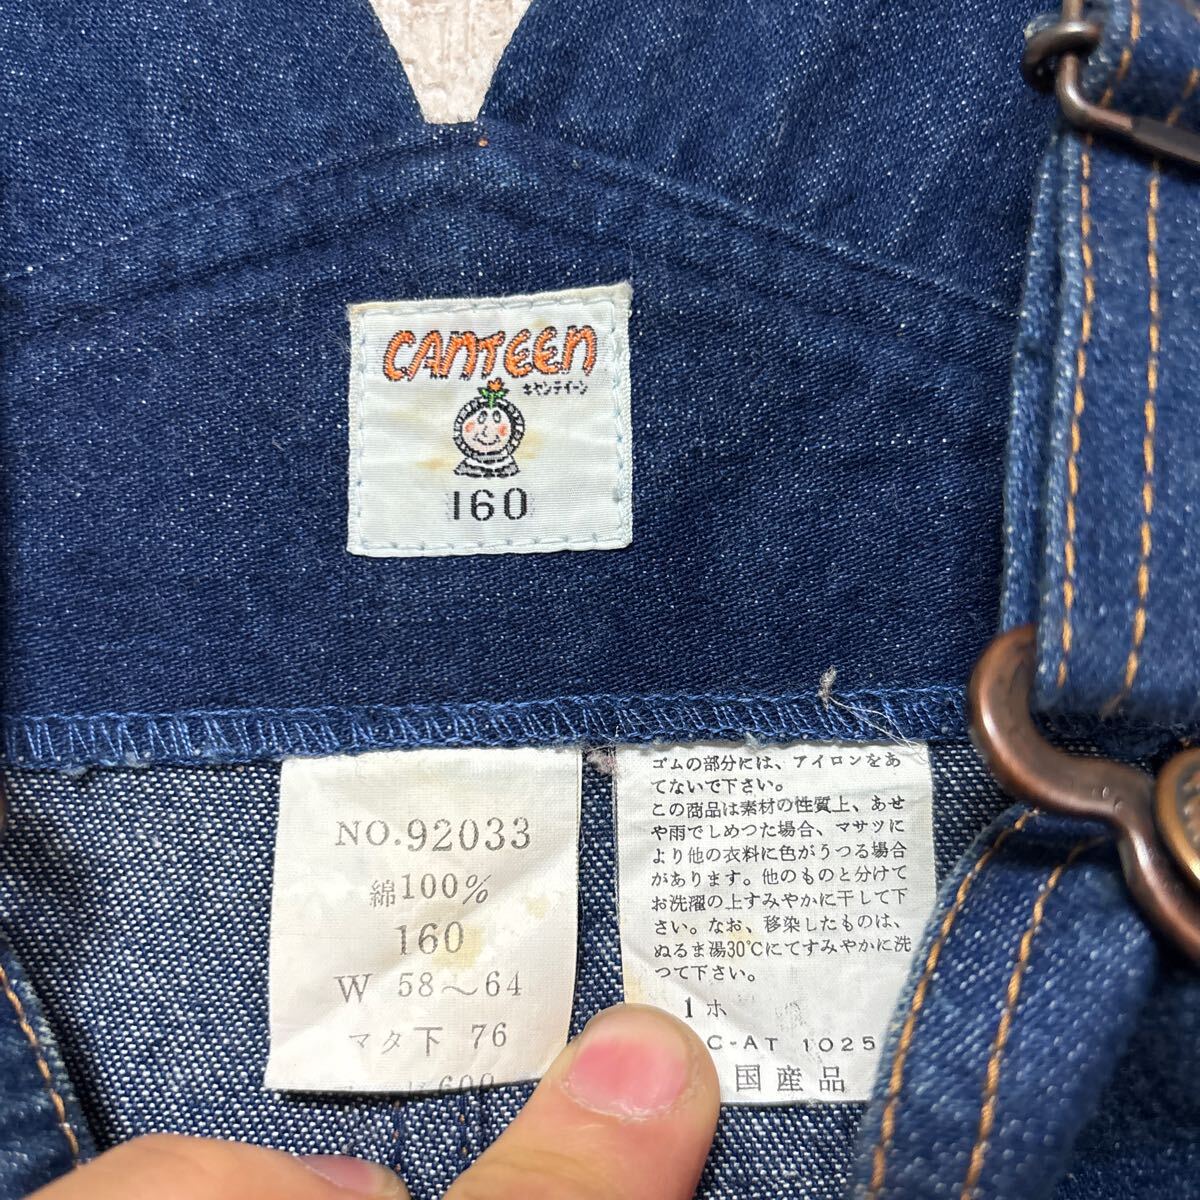 CANTEEN
キャンティーン
160
NO.92033
綿100%
160
W 58〜64
マタ下 76
ゴムの部分には、アイロンをあ
てないで下さい。
この商品は素材の性質上、あせ
や雨でしめつた場合、マサツに
より他の衣料に色がうつる場合
があります。他のものと分けて
お洗濯の上すみやかに干して下
さい。なお、移染したものは、
ぬるま湯30℃にてすみやかに洗
つて下さい。
1 ホ
C-AT 1025
国産品